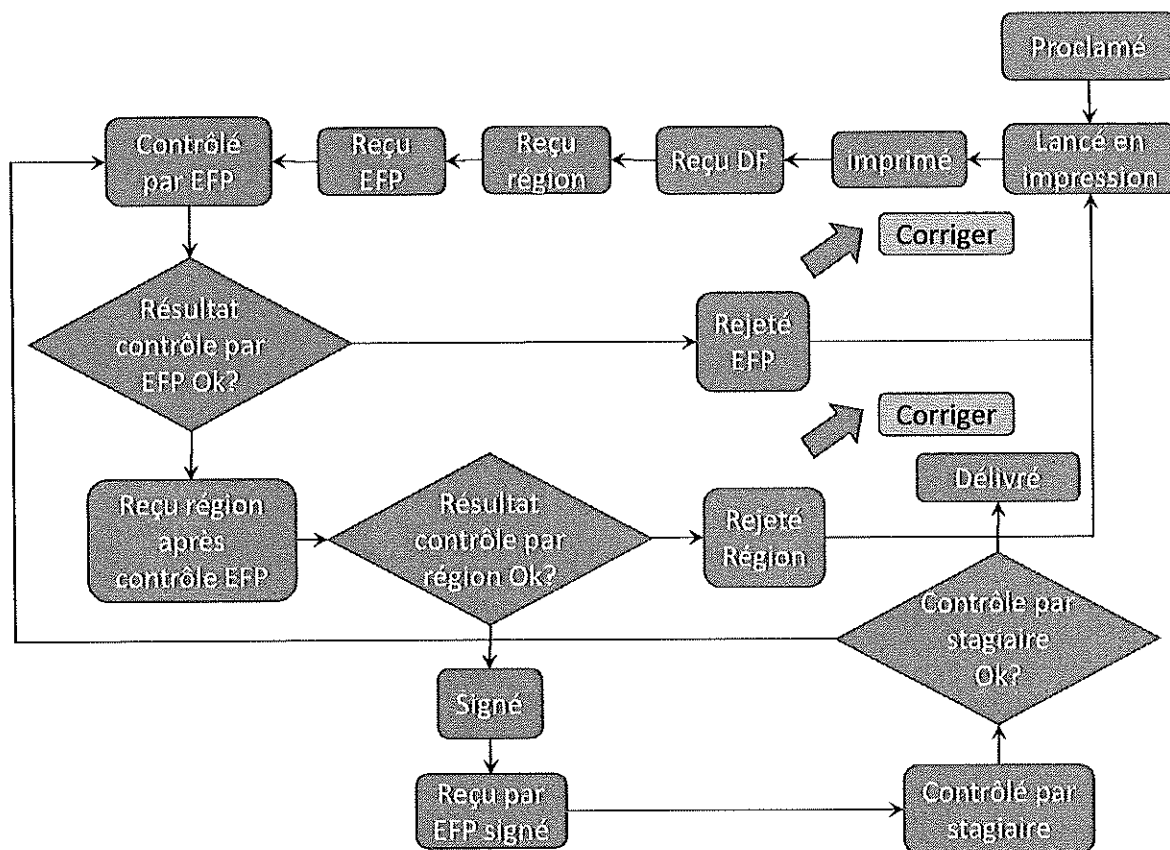 Proclamé
Contrôlé
par EFP
Reçu
EFP
Reçu
région
Reçu DF
imprimé
Lancé en
impression
Corriger
Résultat
contrôle par
EFP Ok?
Rejeté
EFP
Corriger
Délivré
Reçu région
après
contrôle EFP
Résultat
contrôle par
région Ok?
Rejeté
Région
Contrôle par
stagiaire
Ok?
Signé
Reçu par
EFP signé
Contrôlé par
stagiaire